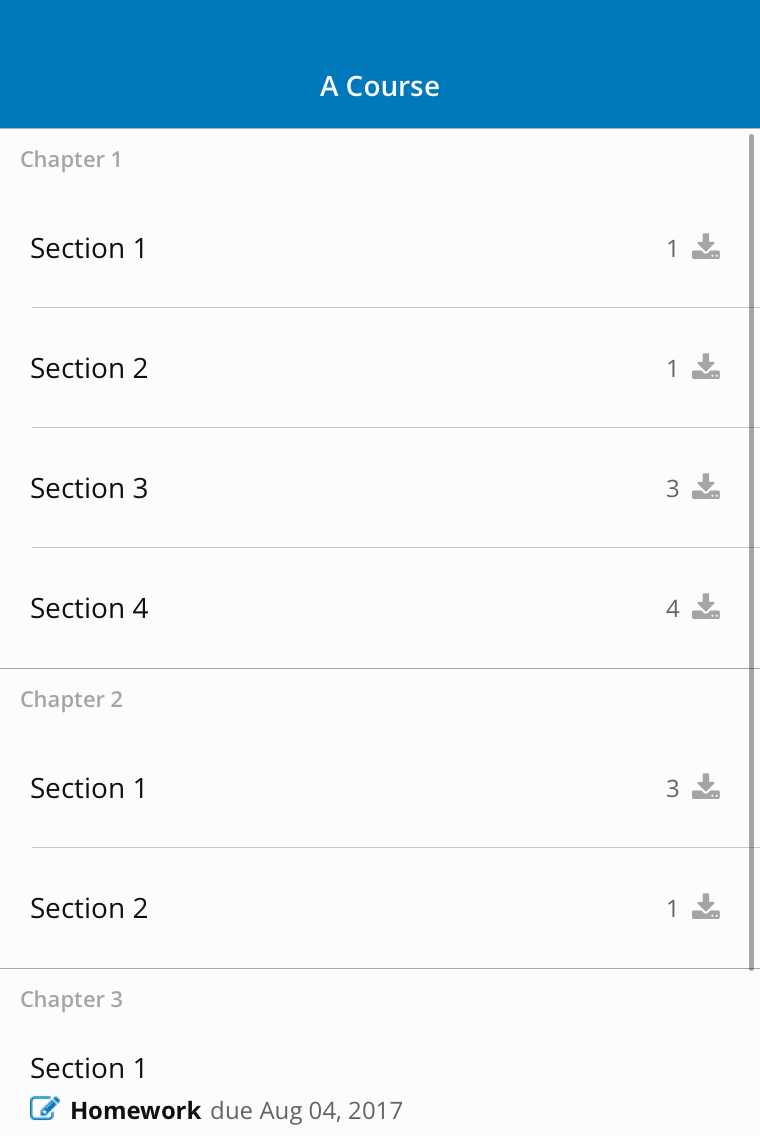 A Course
Chapter 1
Section 1 1
Section 2 1
Section 3 3
Section 4 4
Chapter 2
Section 1 3
Section 2 1
Chapter 3
Section 1
Homework due Aug 04, 2017